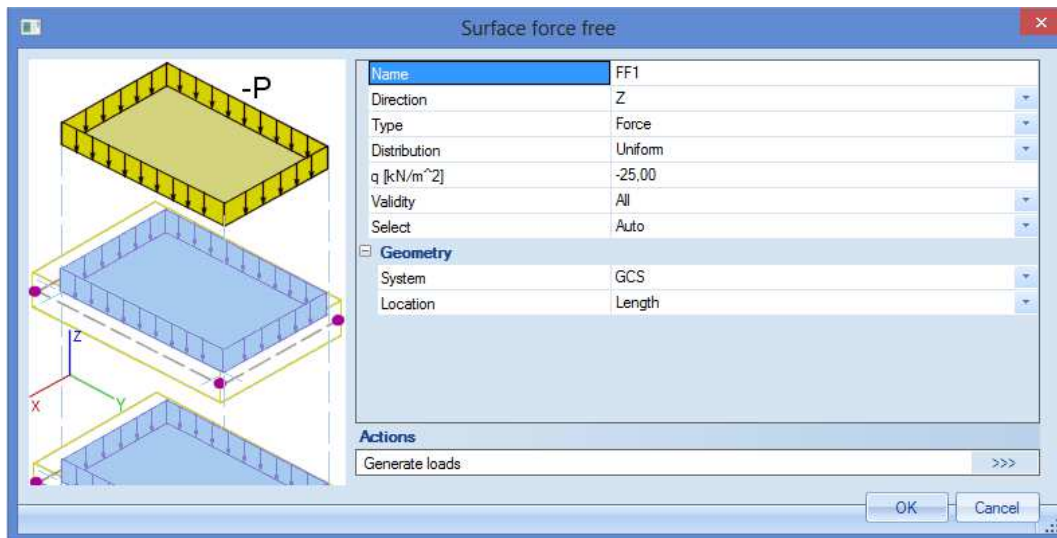 Surface force free
-P
Name FF1
Direction Z
Type Force
Distribution Uniform
q [kN/m^2] -25,00
Validity All
Select Auto
Geometry
System GCS
Location Length
Z
X
Y
Actions
Generate loads >>>
OK Cancel